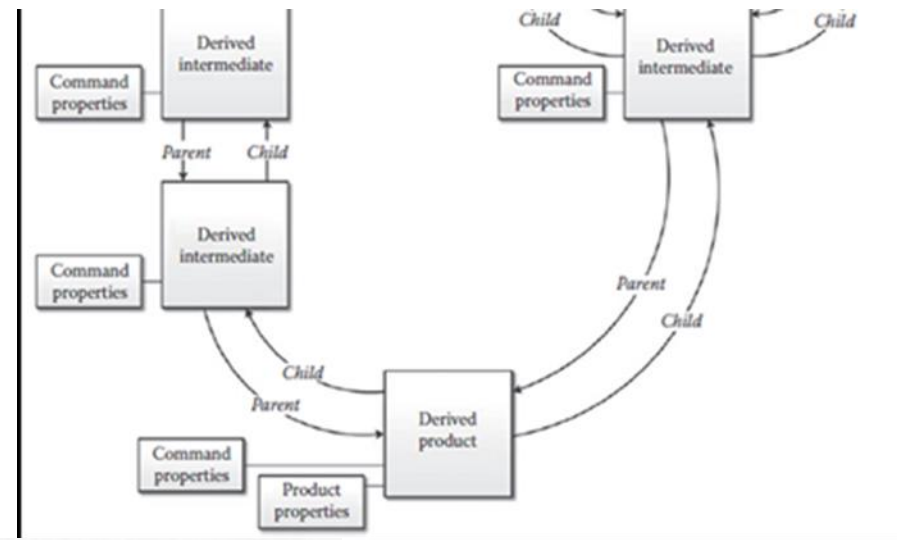 Child
Child
Derived
intermediate
Derived
intermediate
Command
properties
Command
properties
Parent
Child
Derived
intermediate
Command
properties
Parent
Child
Child
Parent
Derived
product
Command
properties
Product
properties